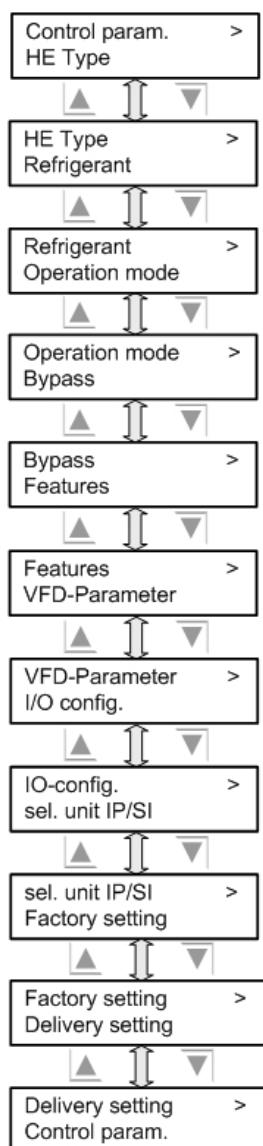 Control param. >
HE Type
HE Type >
Refrigerant
Refrigerant >
Operation mode
Operation mode >
Bypass
Bypass >
Features
Features >
VFD-Parameter
VFD-Parameter >
I/O config.
IO-config. >
sel. unit IP/SI
sel. unit IP/SI >
Factory setting
Factory setting >
Delivery setting
Delivery setting >
Control param.